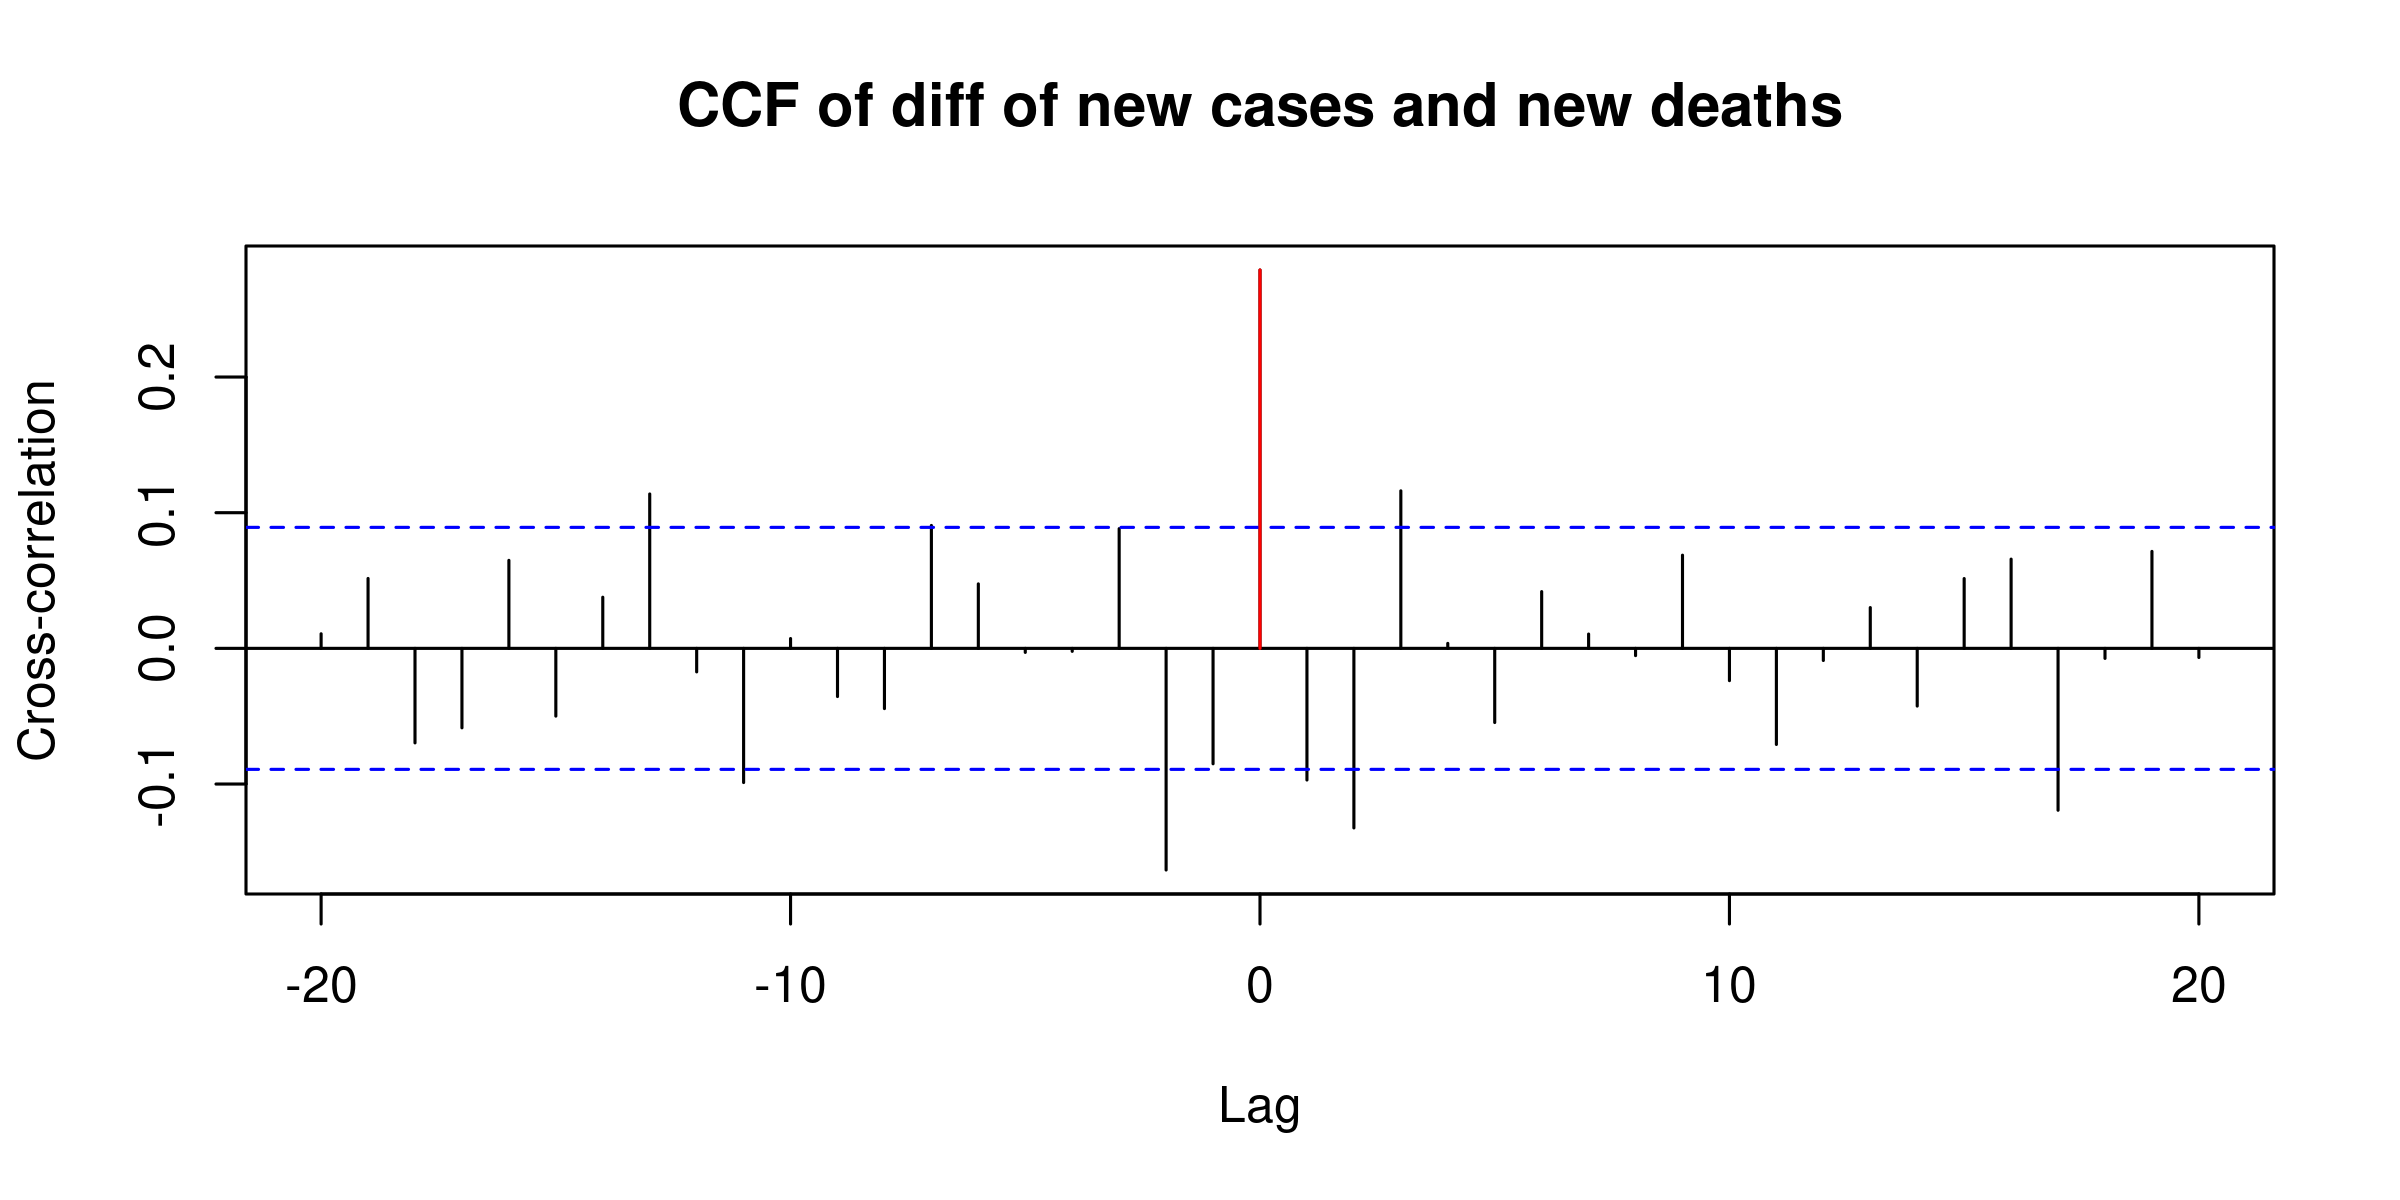 CCF of diff of new cases and new deaths
Cross-correlation
0.2
0.1
0.0
-0.1
-20 -10 0 10 20
Lag